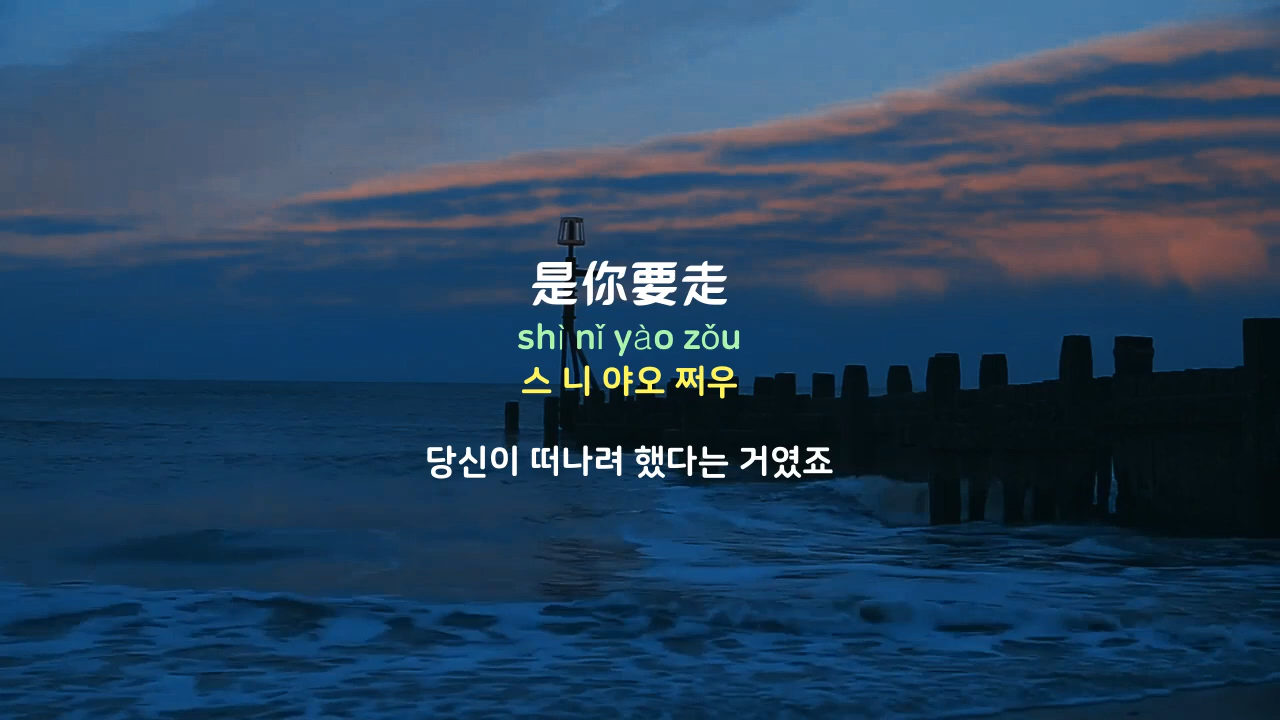 是你要走
shì nǐ yào zǒu
스 니 야오 쩌우
당신이 떠나려 했다는 거였죠